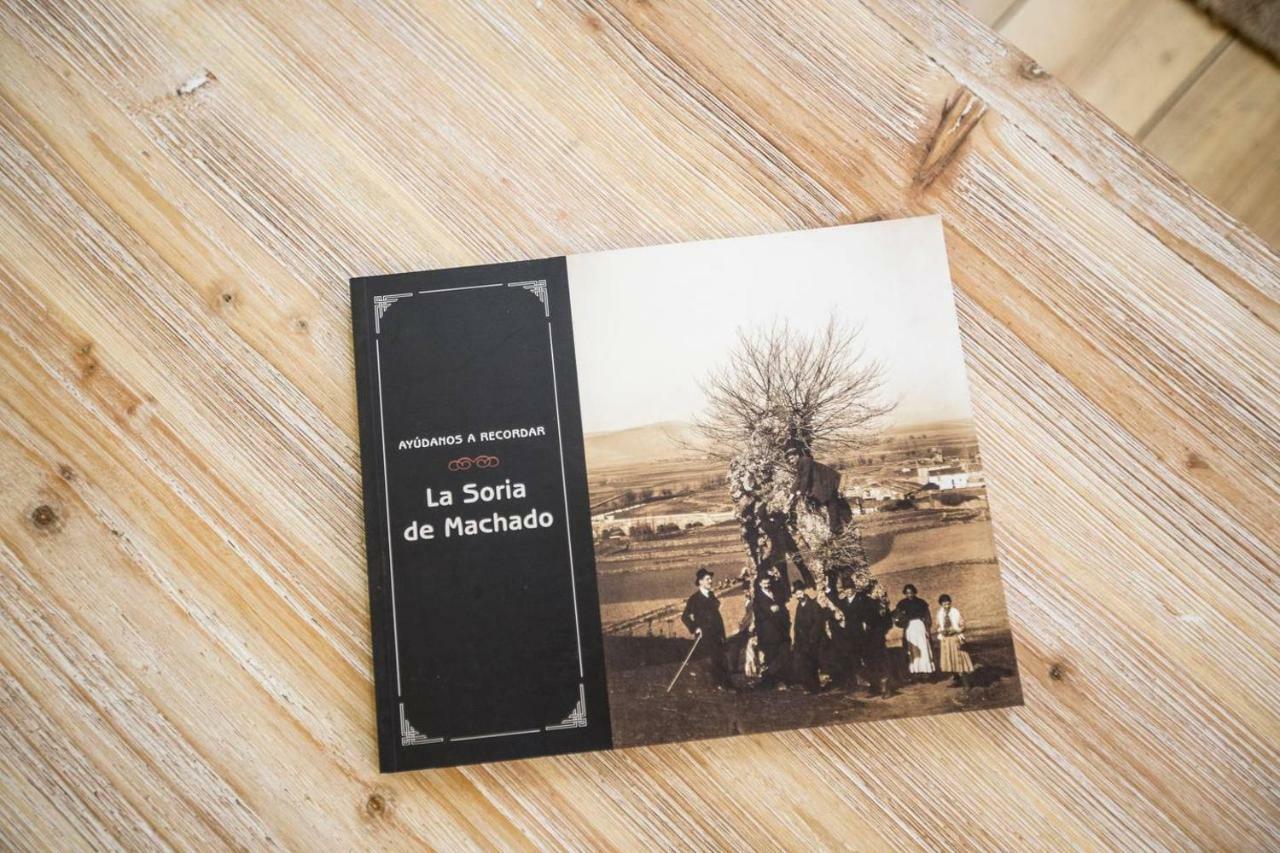 AYÚDANOS A RECORDAR
La Soria
de Machado